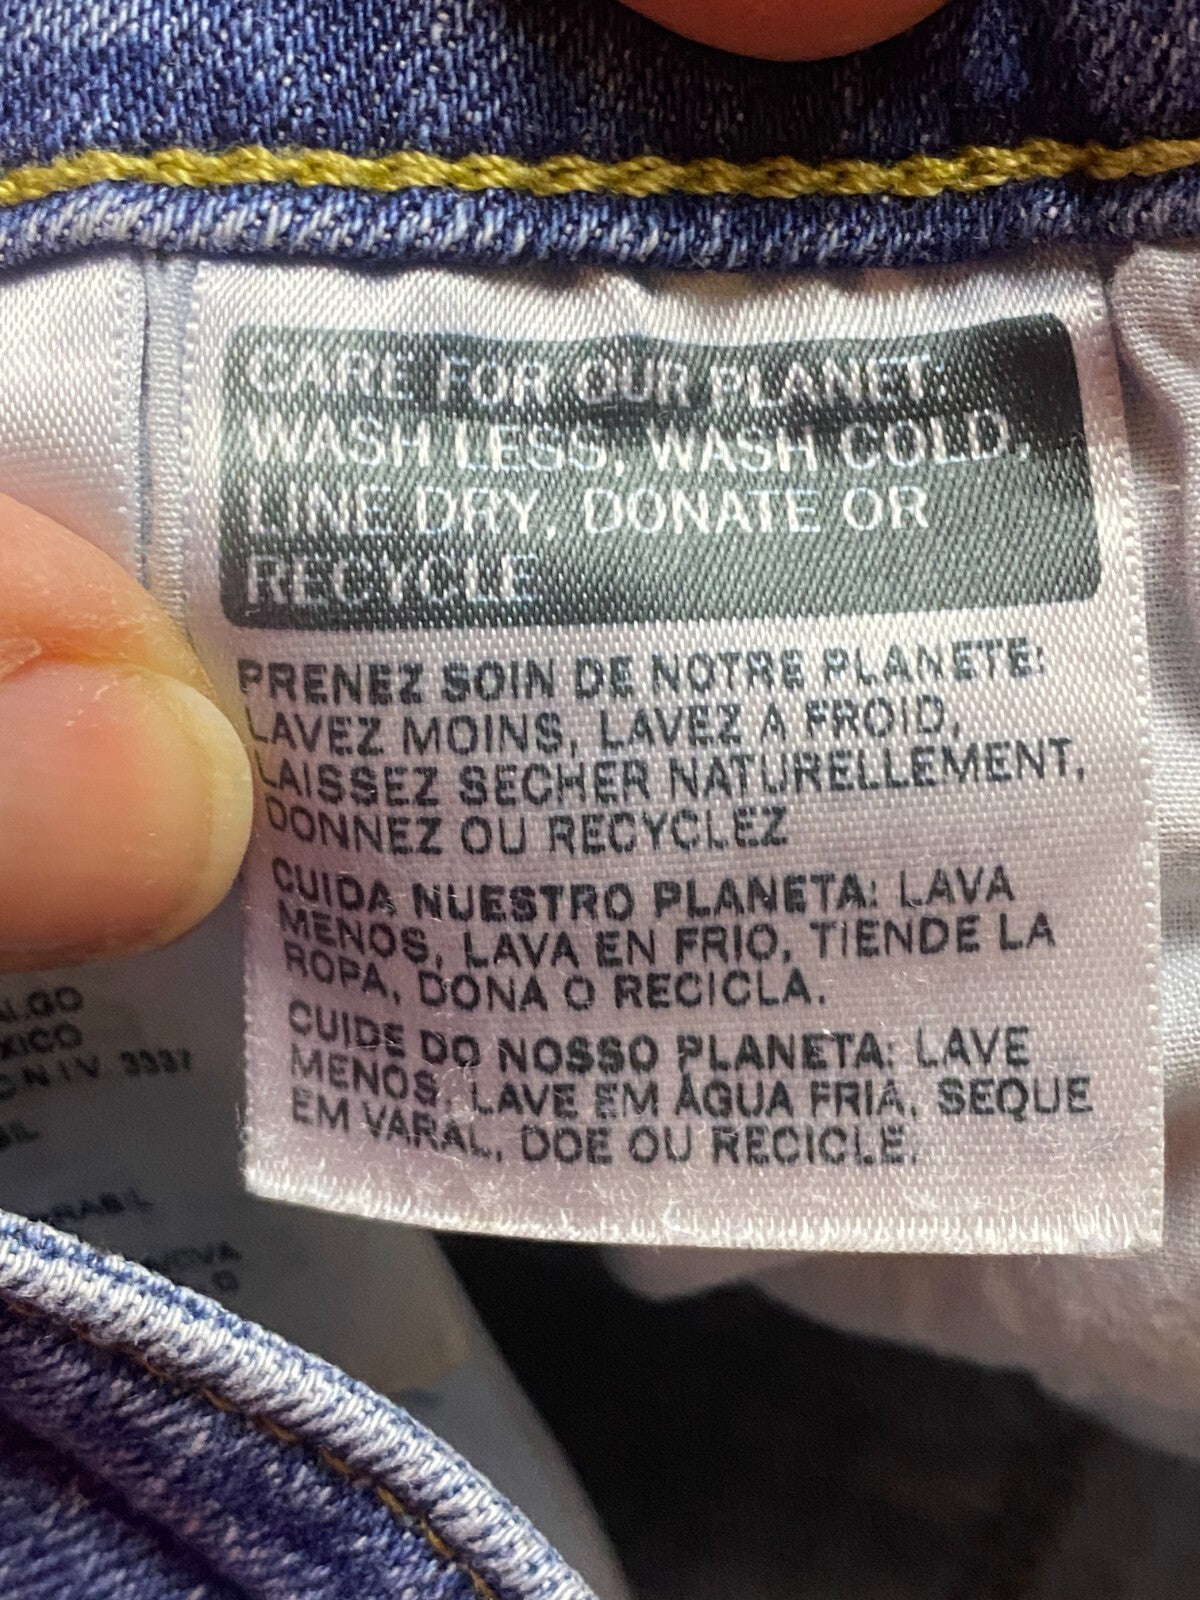 CARE FOR OUR PLANET:
WASH LESS, WASH COLD,
LINE DRY, DONATE OR
RECYCLE
PRENEZ SOIN DE NOTRE PLANETE:
LAVEZ MOINS, LAVEZ A FROID,
LAISSEZ SECHER NATURELLEMENT,
DONNEZ OU RECYCLEZ
CUIDA NUESTRO PLANETA: LAVA
MENOS, LAVA EN FRIO, TIENDE LA
ROPA, DONA O RECICLA.
CUIDE DO NOSSO PLANETA: LAVE
MENOS, LAVE EM ÁGUA FRIA, SEQUE
EM VARAL, DOE OU RECICLE.
3337